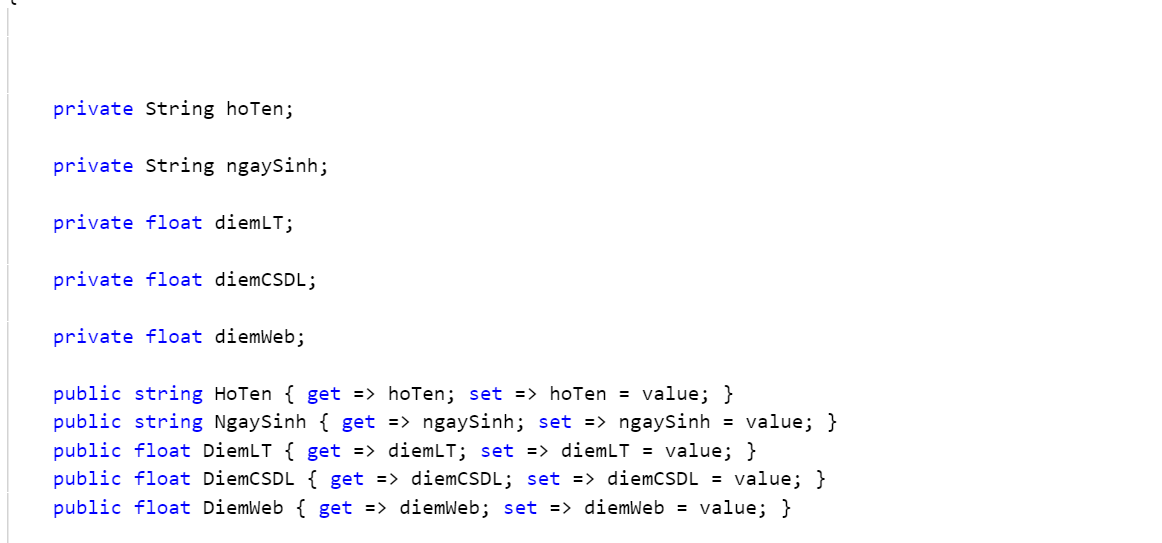 {
private String hoTen;
private String ngaySinh;
private float diemLT;
private float diemCSDL;
private float diemWeb;
public string HoTen { get => hoTen; set => hoTen = value; }
public string NgaySinh { get => ngaySinh; set => ngaySinh = value; }
public float DiemLT { get => diemLT; set => diemLT = value; }
public float DiemCSDL { get => diemCSDL; set => diemCSDL = value; }
public float DiemWeb { get => diemWeb; set => diemWeb = value; }